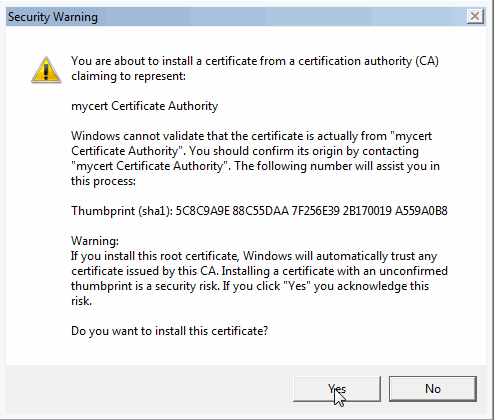 Security Warning
You are about to install a certificate from a certification authority (CA)
claiming to represent:
mycert Certificate Authority
Windows cannot validate that the certificate is actually from "mycert
Certificate Authority". You should confirm its origin by contacting
"mycert Certificate Authority". The following number will assist you in
this process:
Thumbprint (sha1): 5C8C9A9E 88C55DAA 7F256E39 2B170019 A559A0B8
Warning:
If you install this root certificate, Windows will automatically trust any
certificate issued by this CA. Installing a certificate with an unconfirmed
thumbprint is a security risk. If you click "Yes" you acknowledge this
risk.
Do you want to install this certificate?
Yes
No